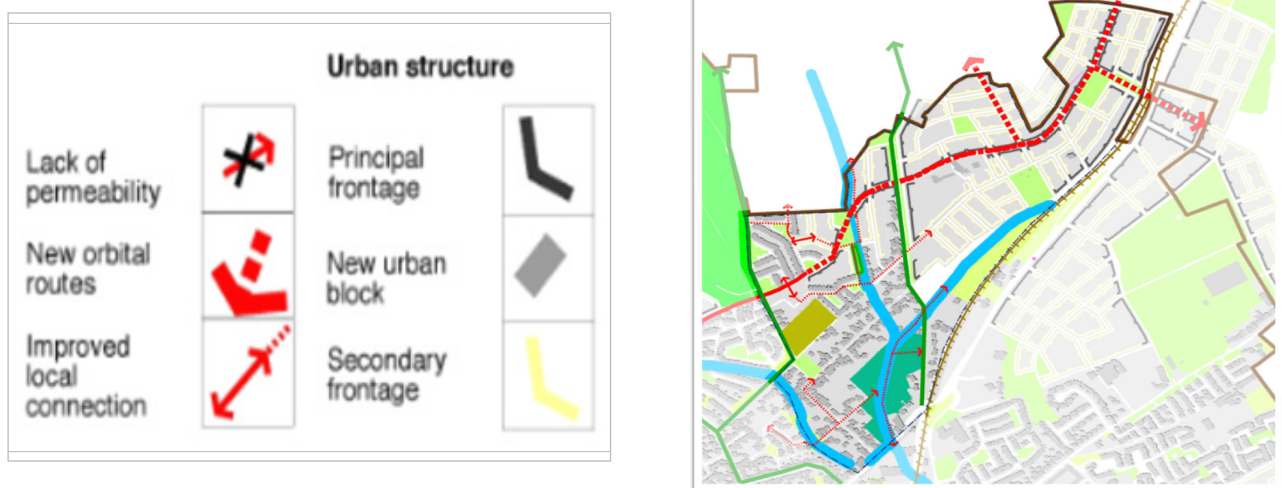 Urban structure
Lack of
permeability
Principal
frontage
New orbital
routes
New urban
block
Improved
local
connection
Secondary
frontage